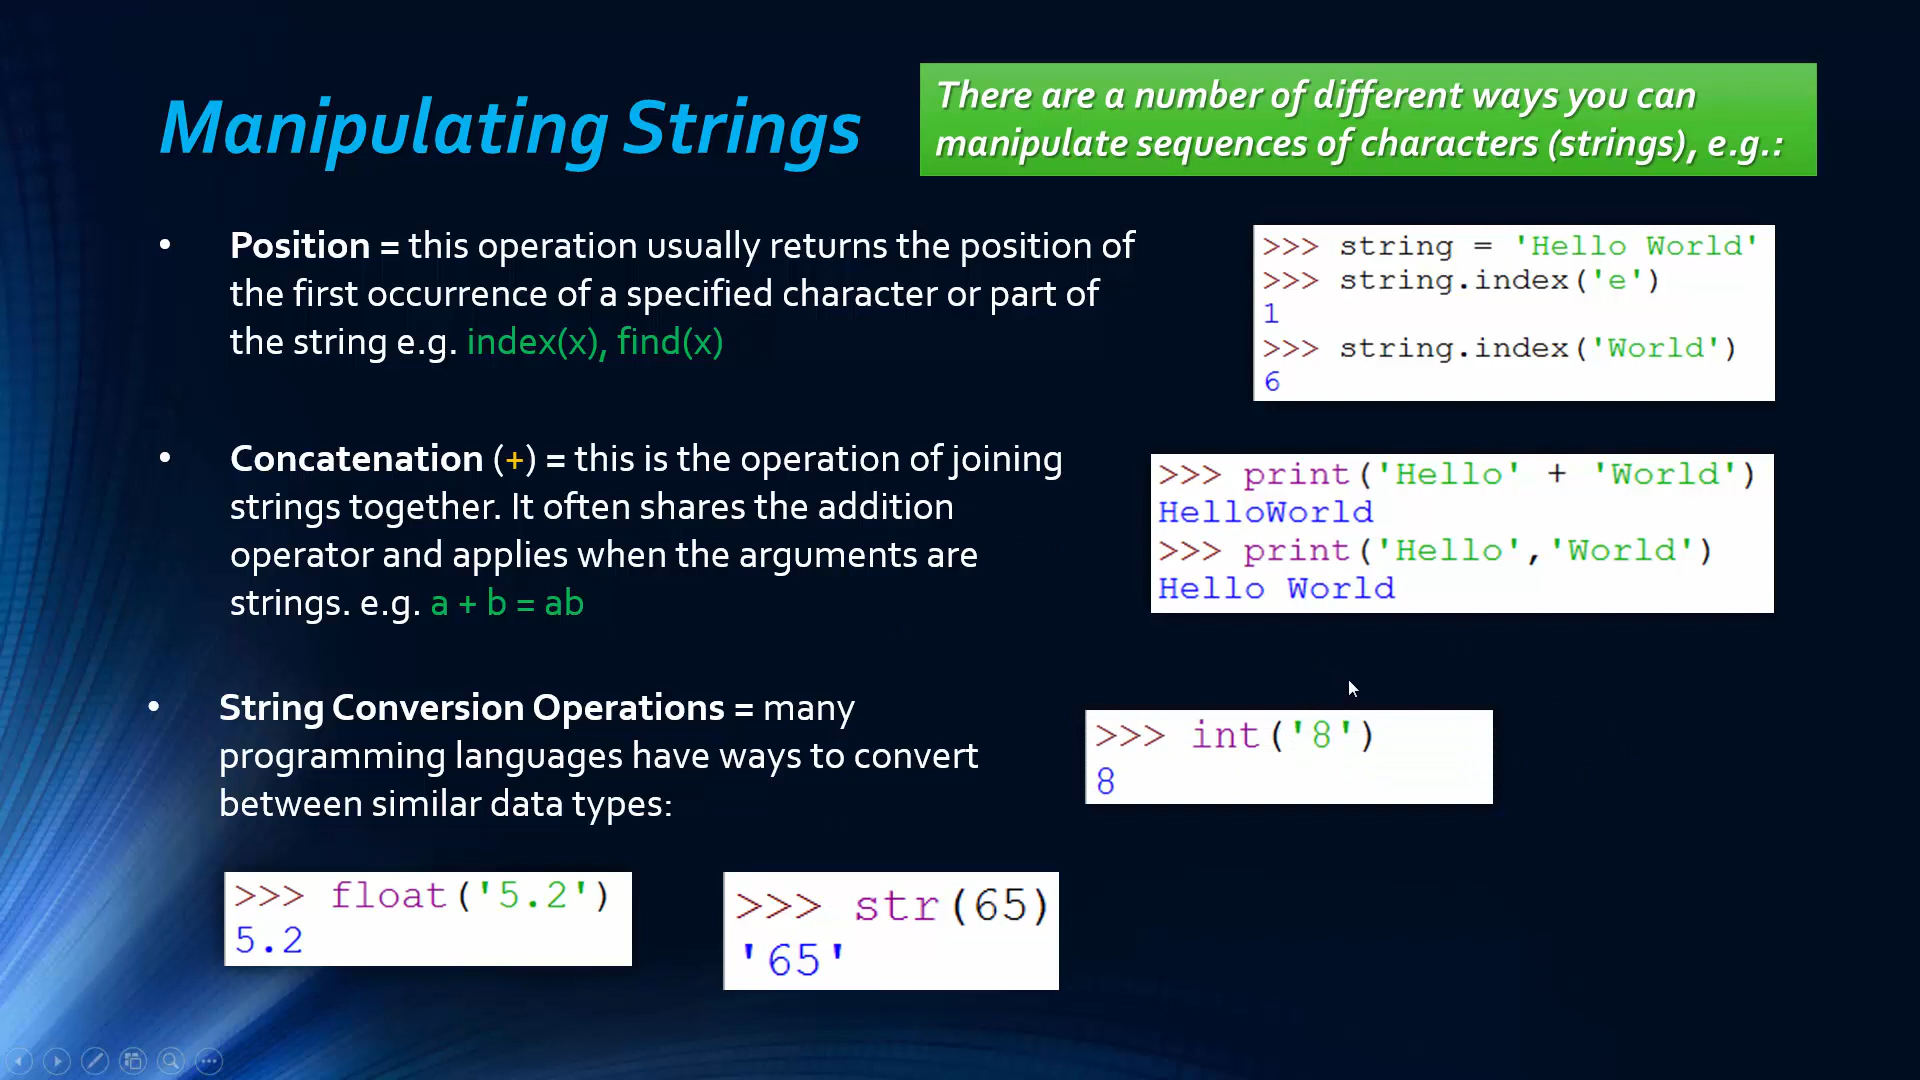 Manipulating Strings
There are a number of different ways you can
manipulate sequences of characters (strings), e.g.:
• Position = this operation usually returns the position of
the first occurrence of a specified character or part of
the string e.g. index(x), find(x)
>>> string = 'Hello World'
>>> string.index('e')
1
>>> string.index('World')
6
• Concatenation (+) = this is the operation of joining
strings together. It often shares the addition
operator and applies when the arguments are
strings. e.g. a + b = ab
>>> print('Hello' + 'World')
HelloWorld
>>> print('Hello','World')
Hello World
• String Conversion Operations = many
programming languages have ways to convert
between similar data types:
>>> int('8')
8
>>> float('5.2')
5.2
>>> str(65)
'65'